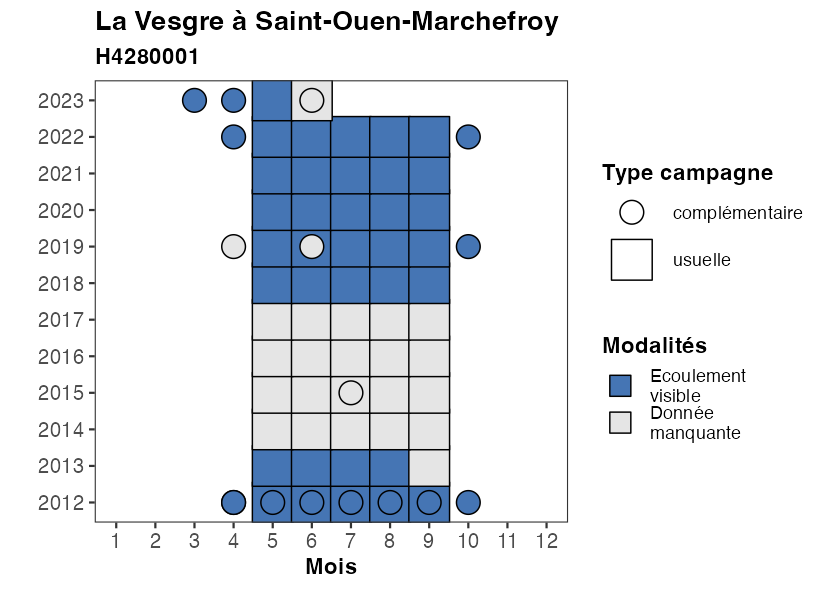 La Vesgre à Saint-Ouen-Marchefroy
H4280001
2023
2022
2021
2020
2019
2018
2017
2016
2015
2014
2013
2012
1 2 3 4 5 6 7 8 9 10 11 12
Mois
Type campagne
complémentaire
usuelle
Modalités
Ecoulement
visible
Donnée
manquante